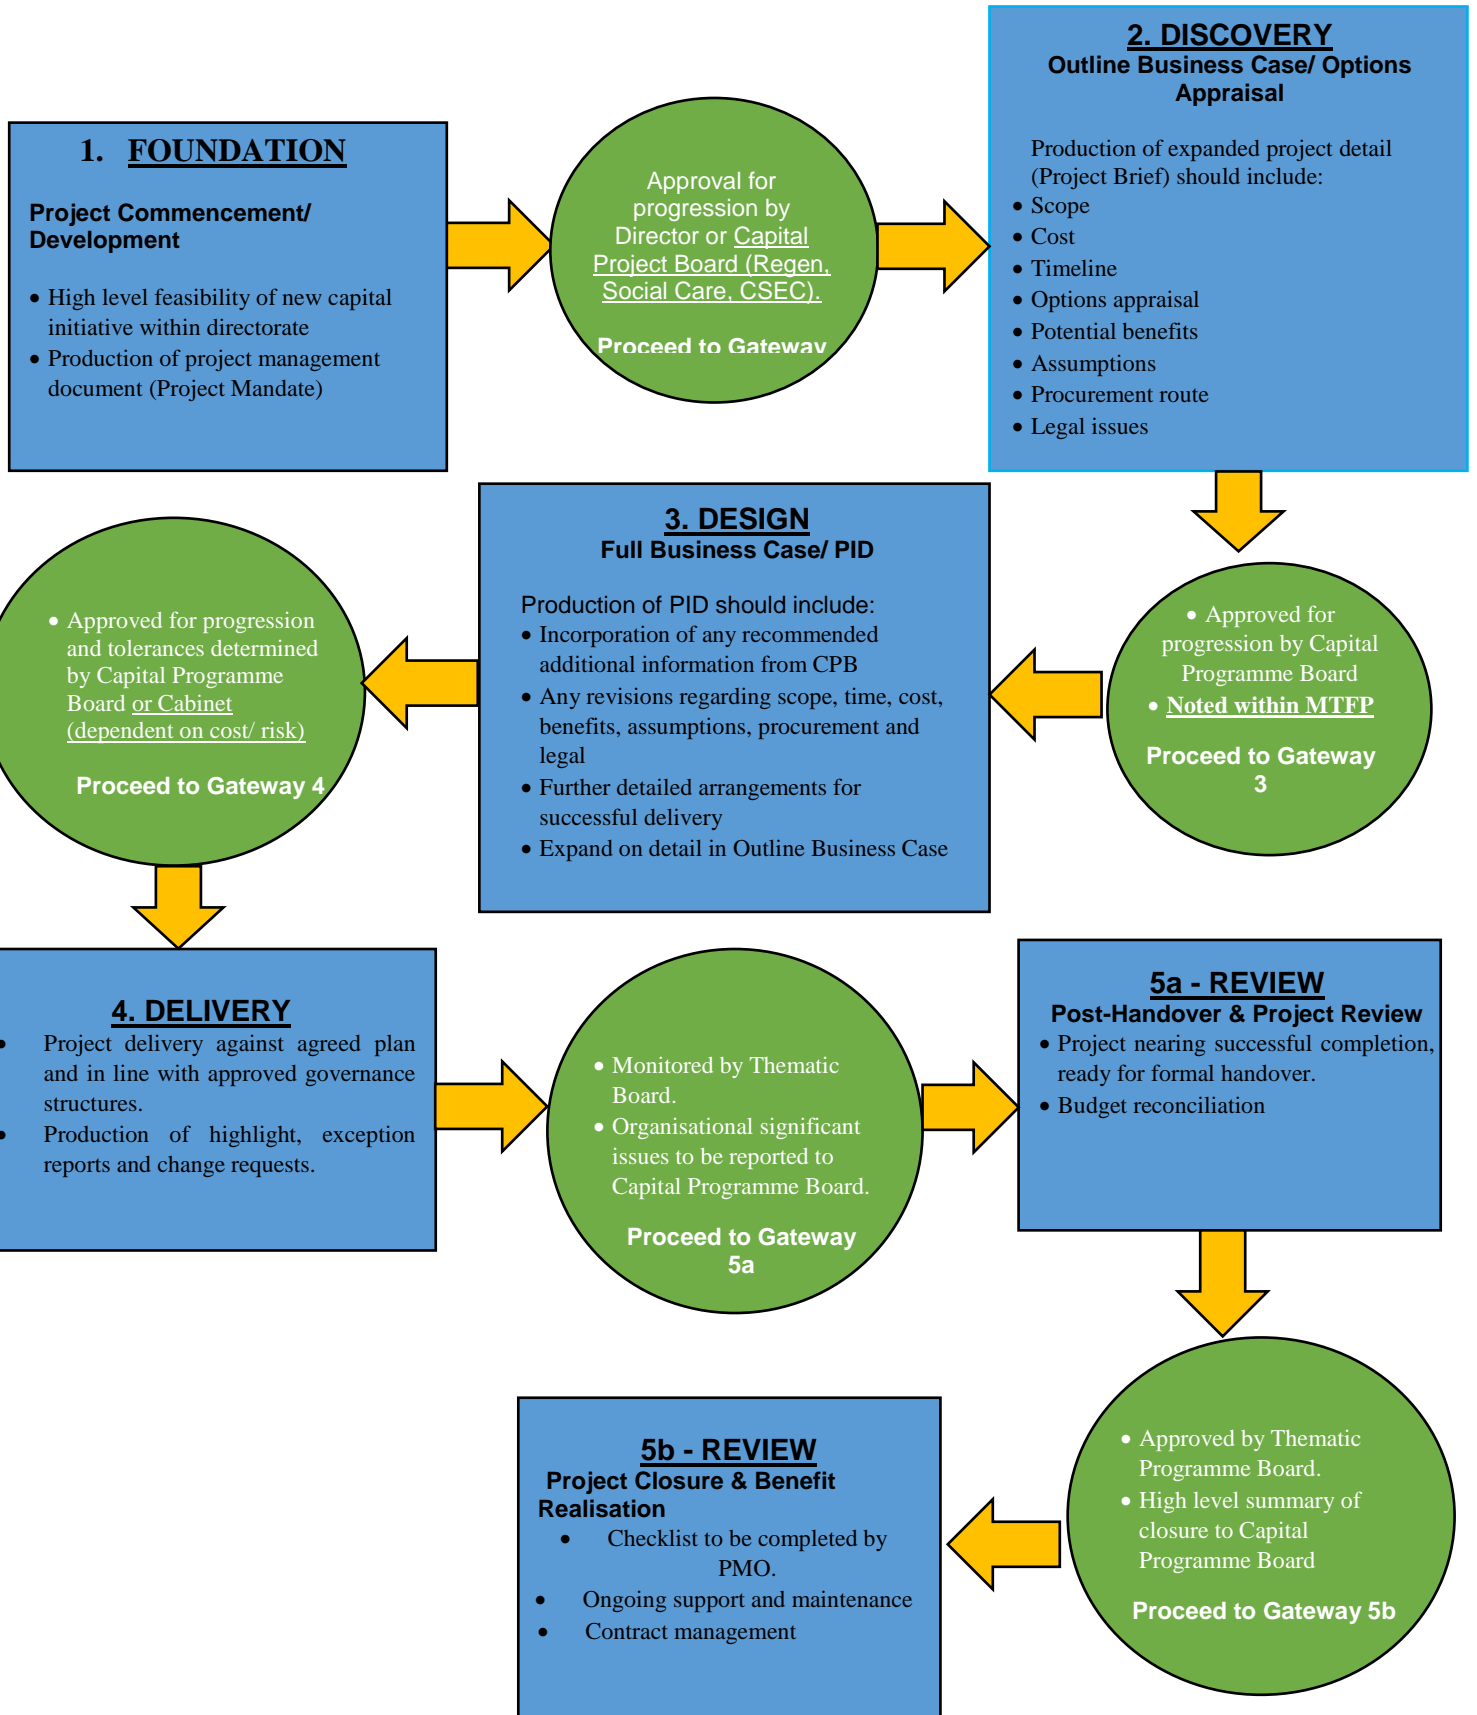 1. FOUNDATION
Project Commencement/
Development
• High level feasibility of new capital
initiative within directorate
• Production of project management
document (Project Mandate)
Approval for
progression by
Director or Capital
Project Board (Regen,
Social Care, CSEC).
Proceed to Gateway
2. DISCOVERY
Outline Business Case/ Options
Appraisal
Production of expanded project detail
(Project Brief) should include:
• Scope
• Cost
• Timeline
• Options appraisal
• Potential benefits
• Assumptions
• Procurement route
• Legal issues
• Approved for
progression by Capital
Programme Board
• Noted within MTFP
Proceed to Gateway
3
3. DESIGN
Full Business Case/ PID
Production of PID should include:
• Incorporation of any recommended
additional information from CPB
• Any revisions regarding scope, time, cost,
benefits, assumptions, procurement and
legal
• Further detailed arrangements for
successful delivery
• Expand on detail in Outline Business Case
• Approved for progression
and tolerances determined
by Capital Programme
Board or Cabinet
(dependent on cost/ risk)
Proceed to Gateway 4
4. DELIVERY
• Project delivery against agreed plan
and in line with approved governance
structures.
• Production of highlight, exception
reports and change requests.
• Monitored by Thematic
Board.
• Organisational significant
issues to be reported to
Capital Programme Board.
Proceed to Gateway
5a
5a - REVIEW
Post-Handover & Project Review
• Project nearing successful completion,
ready for formal handover.
• Budget reconciliation
• Approved by Thematic
Programme Board.
• High level summary of
closure to Capital
Programme Board
Proceed to Gateway 5b
5b - REVIEW
Project Closure & Benefit
Realisation
• Checklist to be completed by
PMO.
• Ongoing support and maintenance
• Contract management